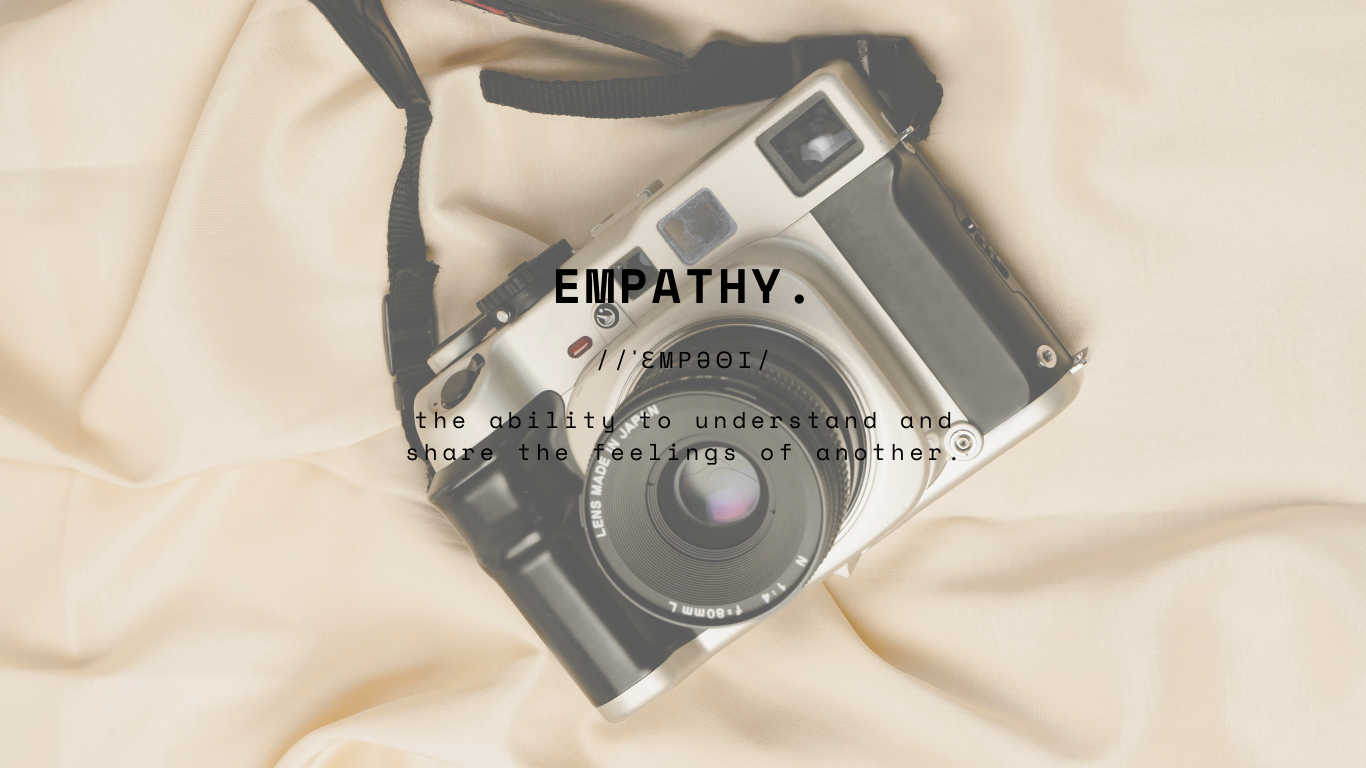 EMPATHY.
//ˈƐMPƏΘI/
the ability to understand and
share the feelings of another.
LENS MADE IN JAPAN
N 1:4 f=80mm L